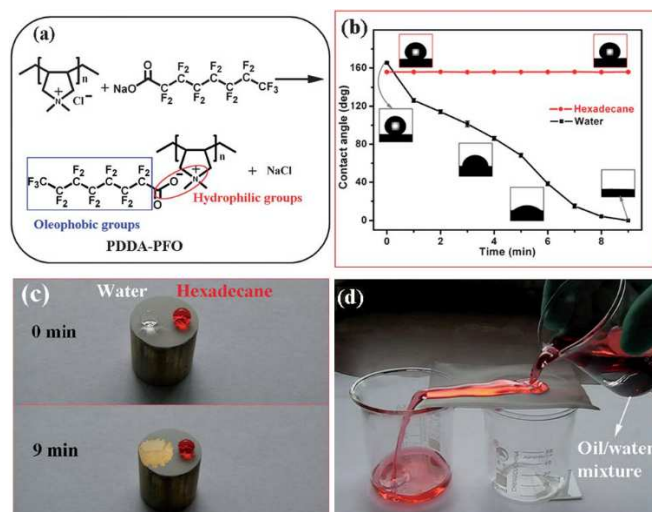 (a)
O
F₂ F₂ F₂
n
+
NaO
F₂ F₂ F₂
CF₃
N
+
Cl⁻
n
F₂ F₂ F₂
F₃C
F₂ F₂ F₂
O
O⁻
N
+
+ NaCl
Hydrophilic groups
Oleophobic groups
PDDA-PFO
(b)
Contact angle (deg)
160
120
80
40
0
Hexadecane
Water
0 2 4 6 8 10
Time (min)
(c)
Water Hexadecane
0 min
9 min
(d)
Oil/water
mixture